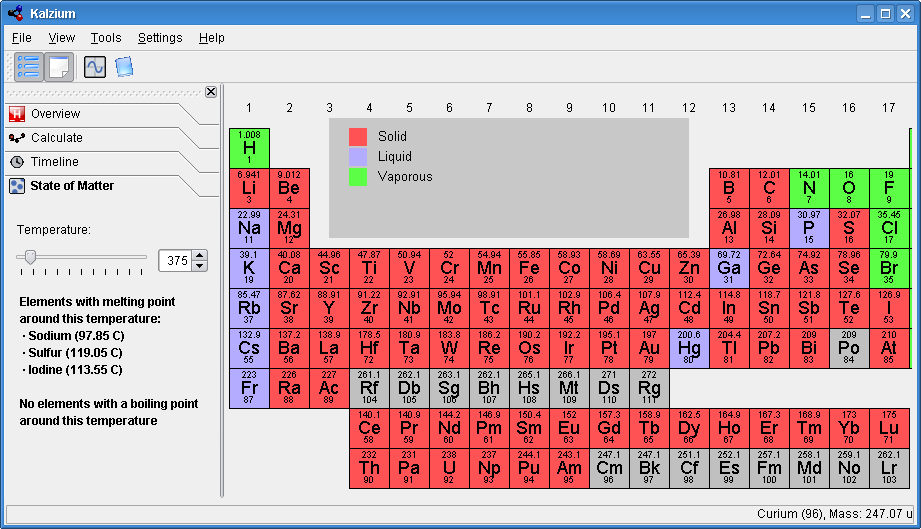 Kalzium
File View Tools Settings Help
Overview
Calculate
Timeline
State of Matter
Temperature:
375
Elements with melting point
around this temperature:
· Sodium (97.85 C)
· Sulfur (119.05 C)
· Iodine (113.55 C)
No elements with a boiling point
around this temperature
1 2 3 4 5 6 7 8 9 10 11 12 13 14 15 16 17
Solid
Liquid
Vaporous
1.008
H
1
6.941 9.012 10.81 12.01 14.01 16 19
Li Be B C N O F
3 4 5 6 7 8 9
22.99 24.31 26.98 28.09 30.97 32.07 35.45
Na Mg Al Si P S Cl
11 12 13 14 15 16 17
39.1 40.08 44.96 47.87 50.94 52 54.94 55.85 58.93 58.69 63.55 65.39 69.72 72.64 74.92 78.96 79.9
K Ca Sc Ti V Cr Mn Fe Co Ni Cu Zn Ga Ge As Se Br
19 20 21 22 23 24 25 26 27 28 29 30 31 32 33 34 35
85.47 87.62 88.91 91.22 92.91 95.94 98.91 101.1 102.9 106.4 107.9 112.4 114.8 118.7 121.8 127.6 126.9
Rb Sr Y Zr Nb Mo Tc Ru Rh Pd Ag Cd In Sn Sb Te I
37 38 39 40 41 42 43 44 45 46 47 48 49 50 51 52 53
132.9 137.3 138.9 178.5 180.9 183.8 186.2 190.2 192.2 195.1 197 200.6 204.4 207.2 209 209 210
Cs Ba La Hf Ta W Re Os Ir Pt Au Hg Tl Pb Bi Po At
55 56 57 72 73 74 75 76 77 78 79 80 81 82 83 84 85
223 226 227 261.1 262.1 263.1 262.1 265.1 266.1 271 272
Fr Ra Ac Rf Db Sg Bh Hs Mt Ds Rg
87 88 89 104 105 106 107 108 109 110 111
140.1 140.9 144.2 146.9 150.4 152 157.3 158.9 162.5 164.9 167.3 168.9 173 175
Ce Pr Nd Pm Sm Eu Gd Tb Dy Ho Er Tm Yb Lu
58 59 60 61 62 63 64 65 66 67 68 69 70 71
232 231 238 237 244.1 243.1 247.1 247.1 251.1 252.1 257.1 258.1 259.1 262.1
Th Pa U Np Pu Am Cm Bk Cf Es Fm Md No Lr
90 91 92 93 94 95 96 97 98 99 100 101 102 103
Curium (96), Mass: 247.07 u